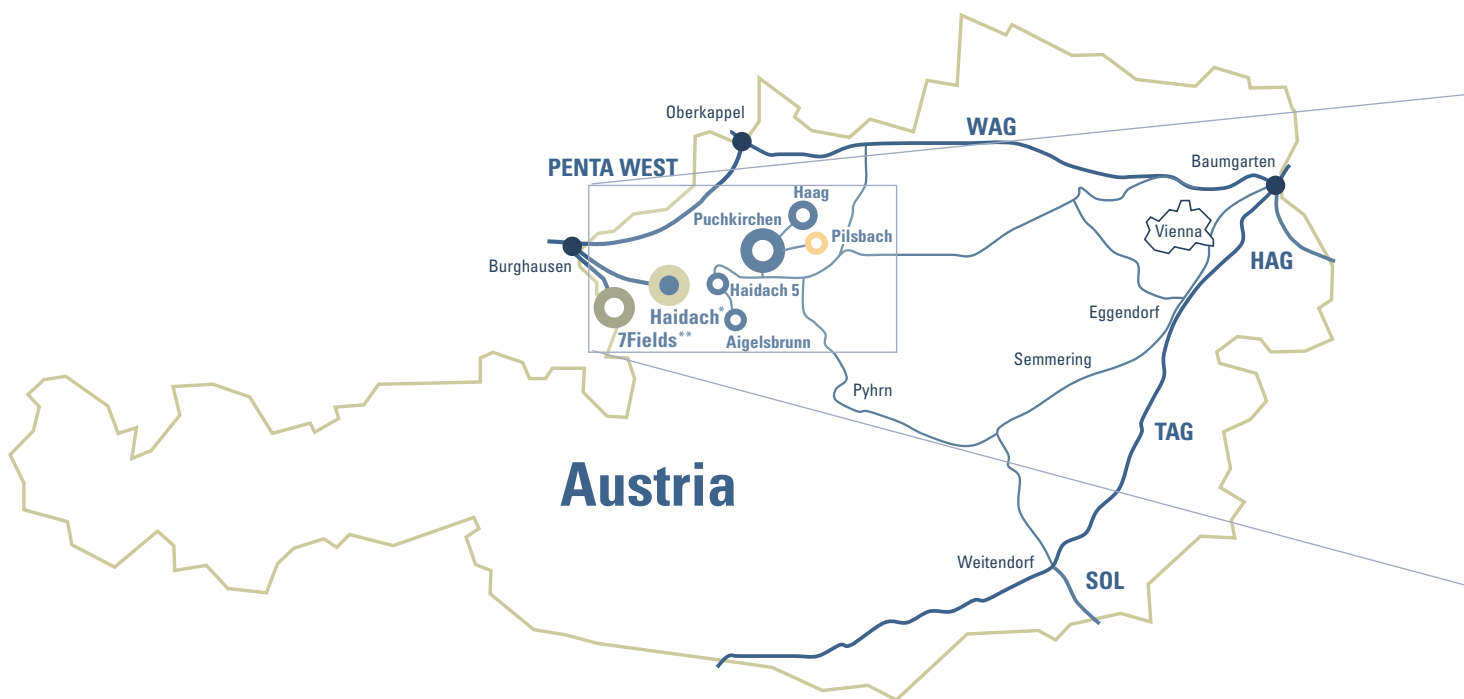 Oberkappel
WAG
PENTA WEST
Baumgarten
Haag
Puchkirchen
Pilsbach
Vienna
Burghausen
HAG
Haidach 5
Haidach*
Eggendorf
7Fields**
Aigelsbrunn
Semmering
Pyhrn
TAG
Austria
Weitendorf
SOL